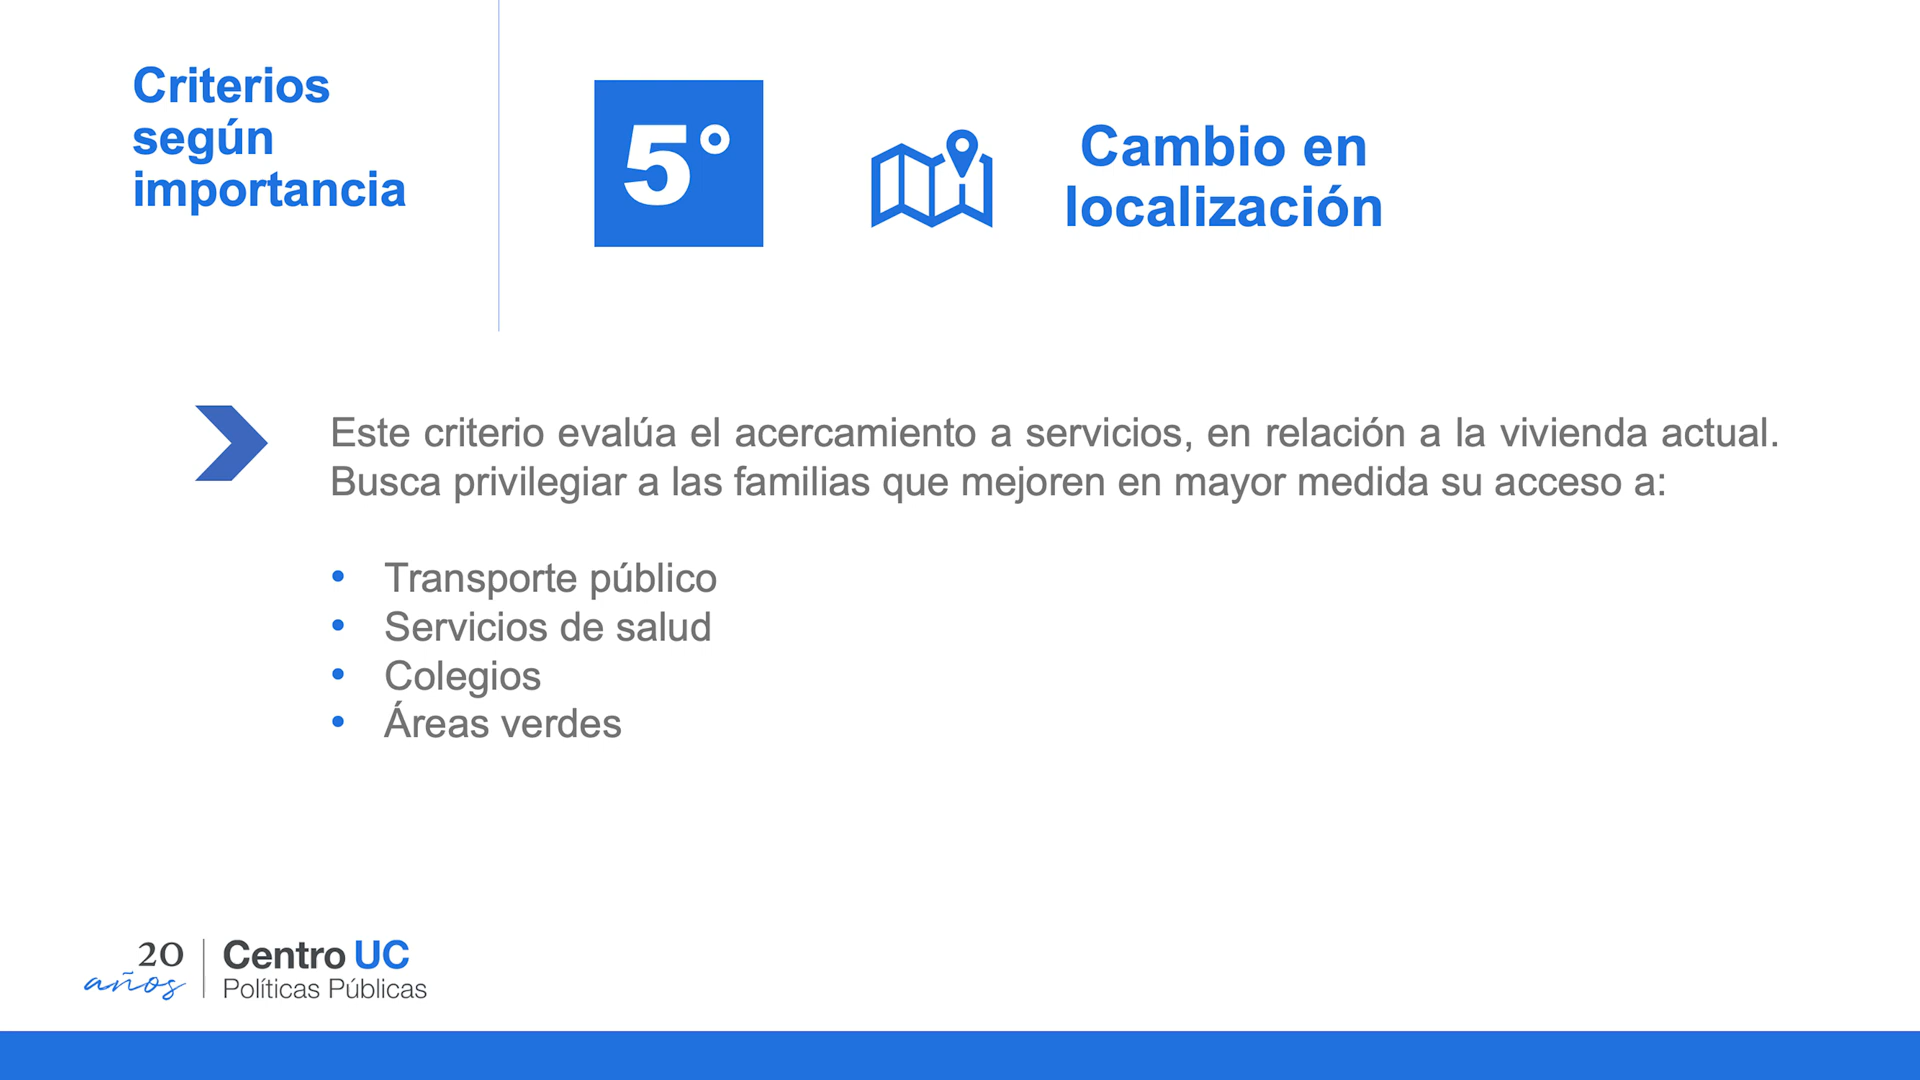 Criterios
según
importancia
5°
Cambio en
localización
Este criterio evalúa el acercamiento a servicios, en relación a la vivienda actual.
Busca privilegiar a las familias que mejoren en mayor medida su acceso a:
• Transporte público
• Servicios de salud
• Colegios
• Áreas verdes
20
años
Centro UC
Políticas Públicas